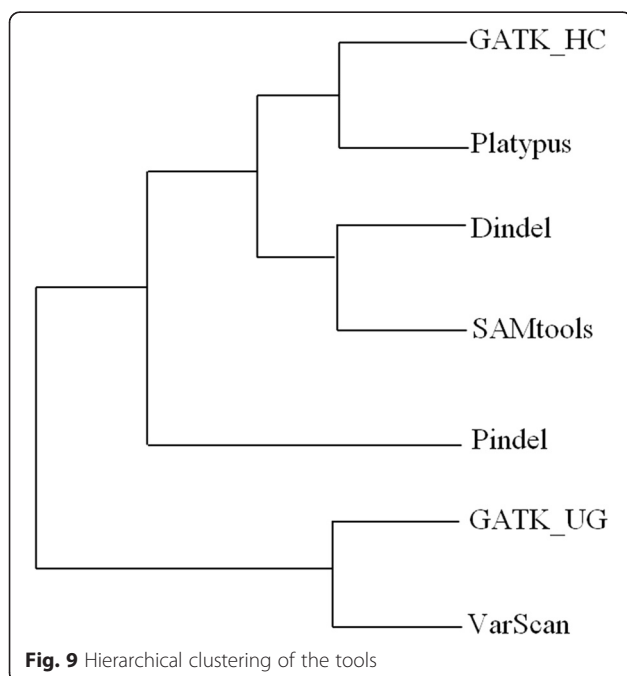 GATK_HC
Platypus
Dindel
SAMtools
Pindel
GATK_UG
VarScan
Fig. 9 Hierarchical clustering of the tools